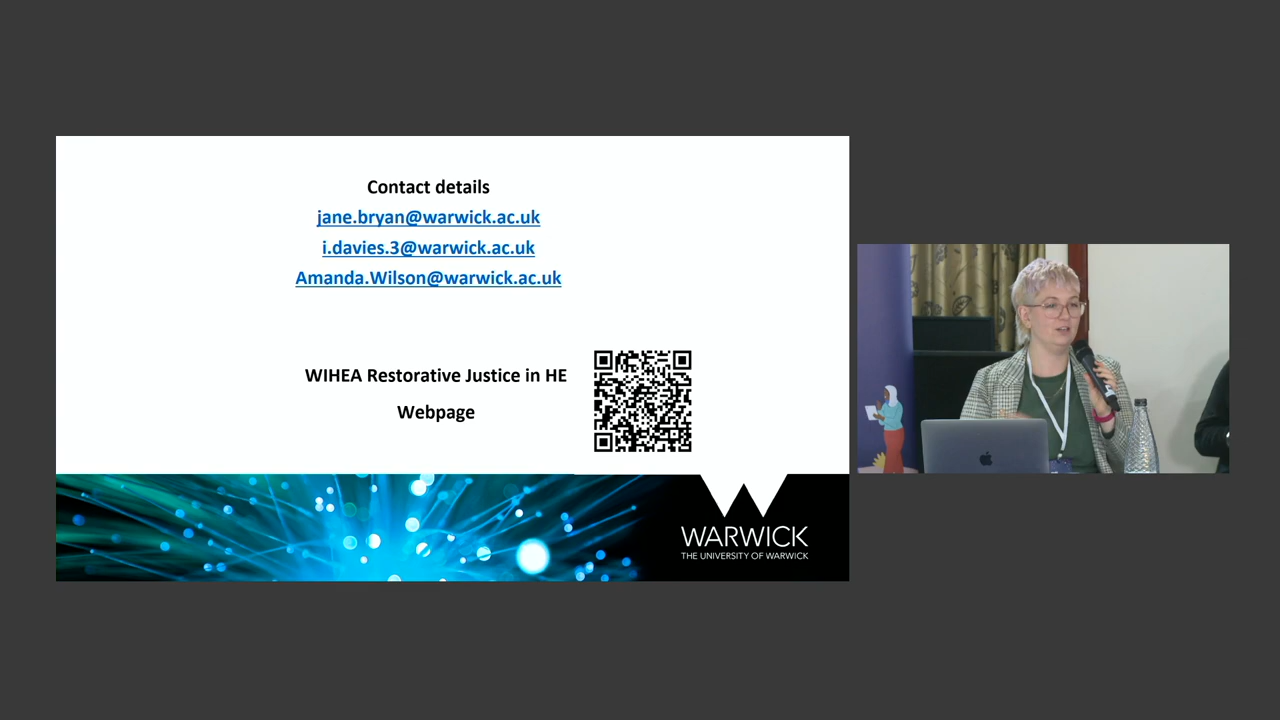 Contact details
jane.bryan@warwick.ac.uk
i.davies.3@warwick.ac.uk
Amanda.Wilson@warwick.ac.uk
WIHEA Restorative Justice in HE
Webpage
WARWICK
THE UNIVERSITY OF WARWICK